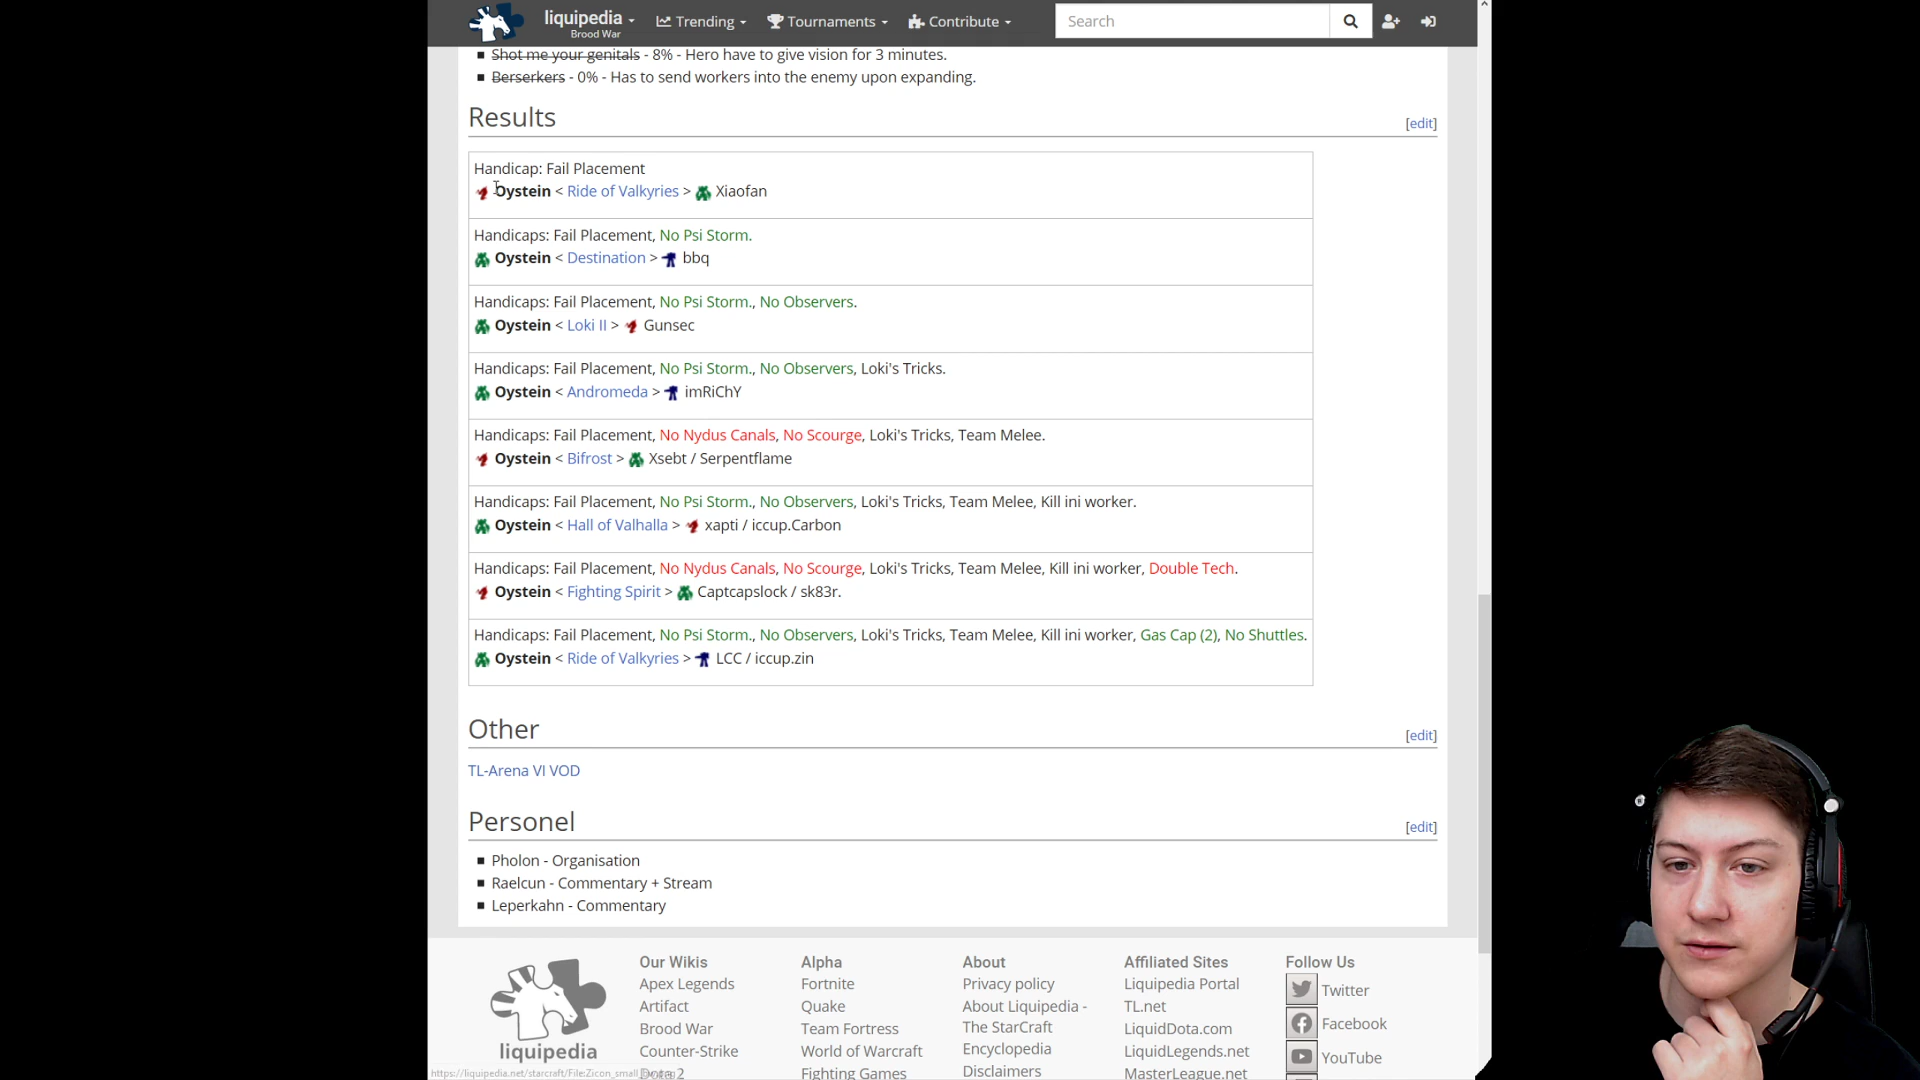 liquipedia
Brood War
Trending
Tournaments
Contribute
Search
Shot me your genitals - 8% - Hero have to give vision for 3 minutes.
Berserkers - 0% - Has to send workers into the enemy upon expanding.
Results
[edit]
Handicap: Fail Placement
Oystein < Ride of Valkyries > Xiaofan
Handicaps: Fail Placement, No Psi Storm.
Oystein < Destination > bbq
Handicaps: Fail Placement, No Psi Storm., No Observers.
Oystein < Loki II > Gunsec
Handicaps: Fail Placement, No Psi Storm., No Observers, Loki's Tricks.
Oystein < Andromeda > imRiChY
Handicaps: Fail Placement, No Nydus Canals, No Scourge, Loki's Tricks, Team Melee.
Oystein < Bifrost > Xsebt / Serpentflame
Handicaps: Fail Placement, No Psi Storm., No Observers, Loki's Tricks, Team Melee, Kill ini worker.
Oystein < Hall of Valhalla > xapti / iccup.Carbon
Handicaps: Fail Placement, No Nydus Canals, No Scourge, Loki's Tricks, Team Melee, Kill ini worker, Double Tech.
Oystein < Fighting Spirit > Captcapslock / sk83r.
Handicaps: Fail Placement, No Psi Storm., No Observers, Loki's Tricks, Team Melee, Kill ini worker, Gas Cap (2), No Shuttles.
Oystein < Ride of Valkyries > LCC / iccup.zin
Other
[edit]
TL-Arena VI VOD
Personel
[edit]
Pholon - Organisation
Raelcun - Commentary + Stream
Leperkahn - Commentary
liquipedia
Our Wikis
Apex Legends
Artifact
Brood War
Counter-Strike
Dota 2
Alpha
Fortnite
Quake
Team Fortress
World of Warcraft
Fighting Games
About
Privacy policy
About Liquipedia -
The StarCraft
Encyclopedia
Disclaimers
Affiliated Sites
Liquipedia Portal
TL.net
LiquidDota.com
LiquidLegends.net
MasterLeague.net
Follow Us
Twitter
Facebook
YouTube